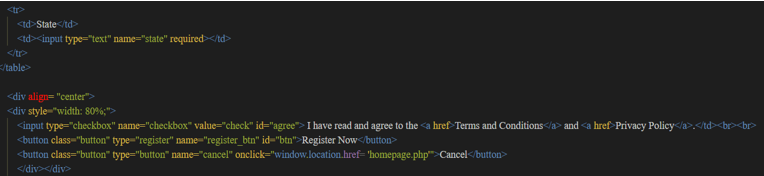 <tr>
<td>State</td>
<td><input type="text" name="state" required></td>
</tr>
</table>
<div align= "center">
<div style="width: 80%;">
<input type="checkbox" name="checkbox" value="check" id="agree"> I have read and agree to the <a href>Terms and Conditions</a> and <a href>Privacy Policy</a>.</td><br><br>
<button class="button" type="register" name="register_btn" id="btn">Register Now</button>
<button class="button" type="button" name="cancel" onclick="window.location.href= 'homepage.php'">Cancel</button>
</div></div>